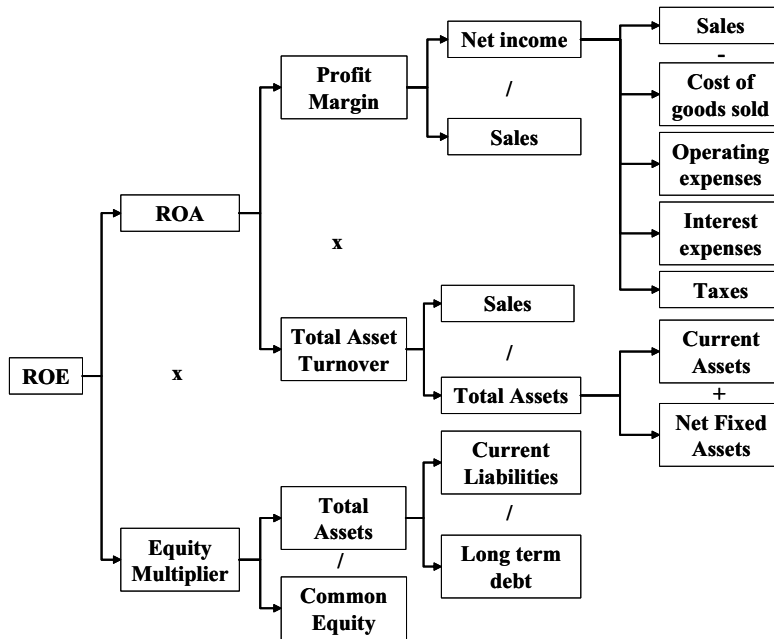 Sales
Net income
-
Profit
Margin
Cost of
goods sold
/
Sales
Operating
expenses
ROA
Interest
expenses
x
Taxes
Sales
Total Asset
Turnover
Current
Assets
/
ROE
x
Total Assets
+
Net Fixed
Assets
Current
Liabilities
Total
Assets
/
Equity
Multiplier
/
Long term
debt
Common
Equity